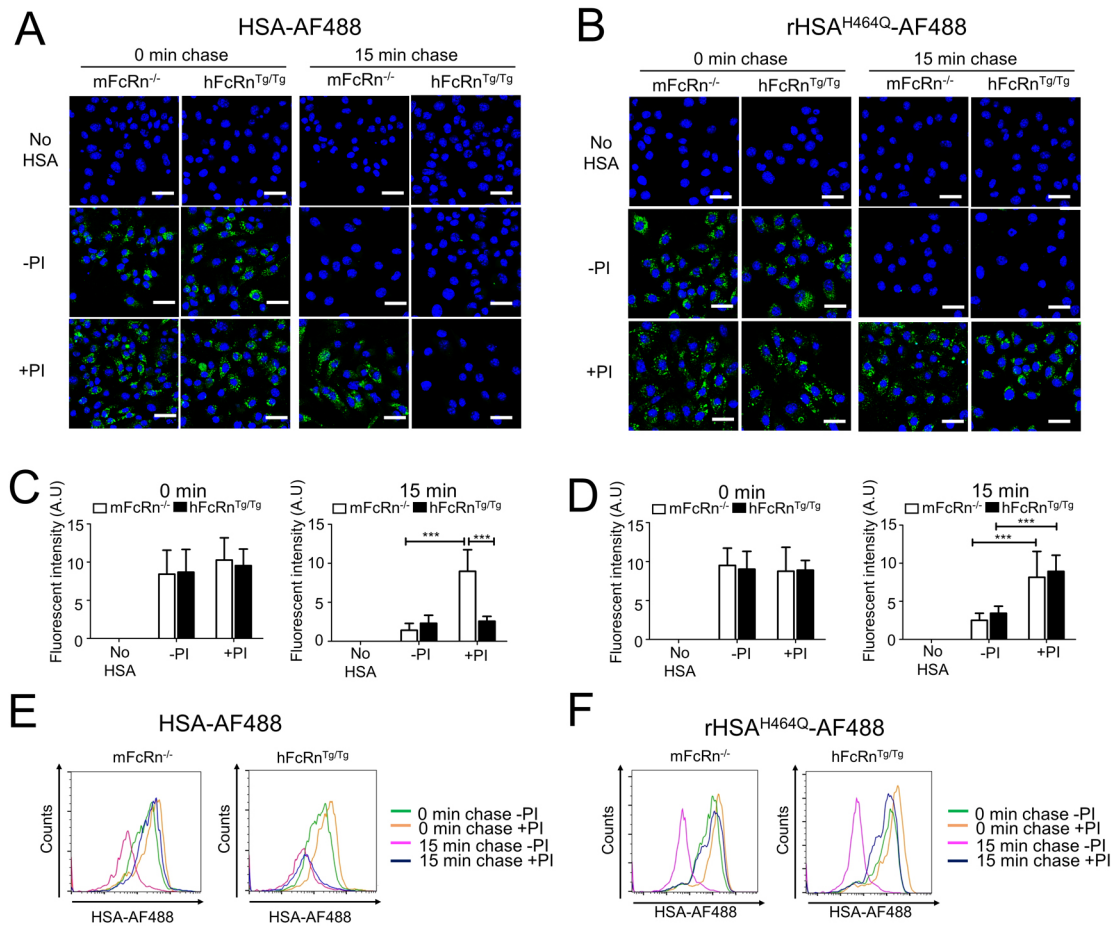 A
HSA-AF488
0 min chase
15 min chase
mFcRn-/-
hFcRnTg/Tg
mFcRn-/-
hFcRnTg/Tg
No
HSA
-PI
+PI
B
rHSAH464Q-AF488
0 min chase
15 min chase
mFcRn-/-
hFcRnTg/Tg
mFcRn-/-
hFcRnTg/Tg
No
HSA
-PI
+PI
C
0 min
mFcRn-/- hFcRnTg/Tg
Fluorescent intensity (A.U)
15
10
5
0
No
HSA
-PI
+PI
15 min
mFcRn-/- hFcRnTg/Tg
Fluorescent intensity (A.U)
15
10
5
0
*** ***
No
HSA
-PI
+PI
D
0 min
mFcRn-/- hFcRnTg/Tg
Fluorescent intensity (A.U)
15
10
5
0
No
HSA
-PI
+PI
15 min
mFcRn-/- hFcRnTg/Tg
Fluorescent intensity (A.U)
15
10
5
0
***
***
No
HSA
-PI
+PI
E
HSA-AF488
mFcRn-/-
hFcRnTg/Tg
Counts
Counts
HSA-AF488
HSA-AF488
0 min chase -PI
0 min chase +PI
15 min chase -PI
15 min chase +PI
F
rHSAH464Q-AF488
mFcRn-/-
hFcRnTg/Tg
Counts
Counts
HSA-AF488
HSA-AF488
0 min chase -PI
0 min chase +PI
15 min chase -PI
15 min chase +PI